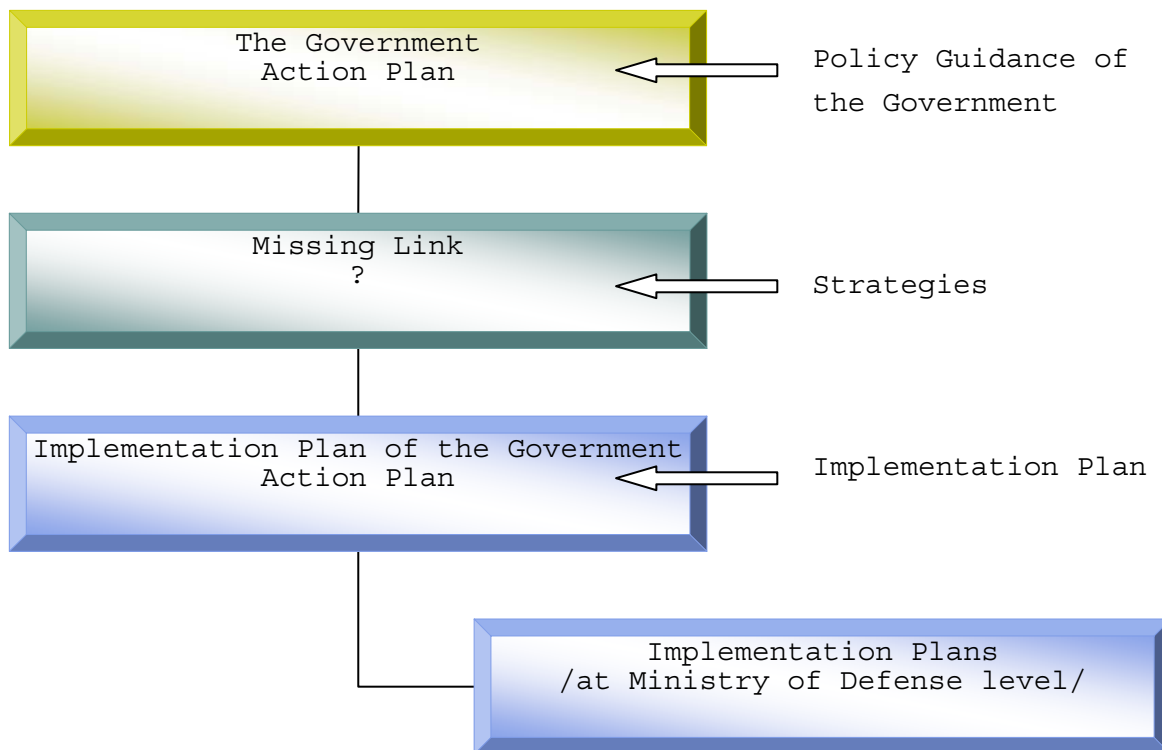 The Government
Action Plan
Policy Guidance of
the Government
Missing Link
?
Strategies
Implementation Plan of the Government
Action Plan
Implementation Plan
Implementation Plans
/at Ministry of Defense level/